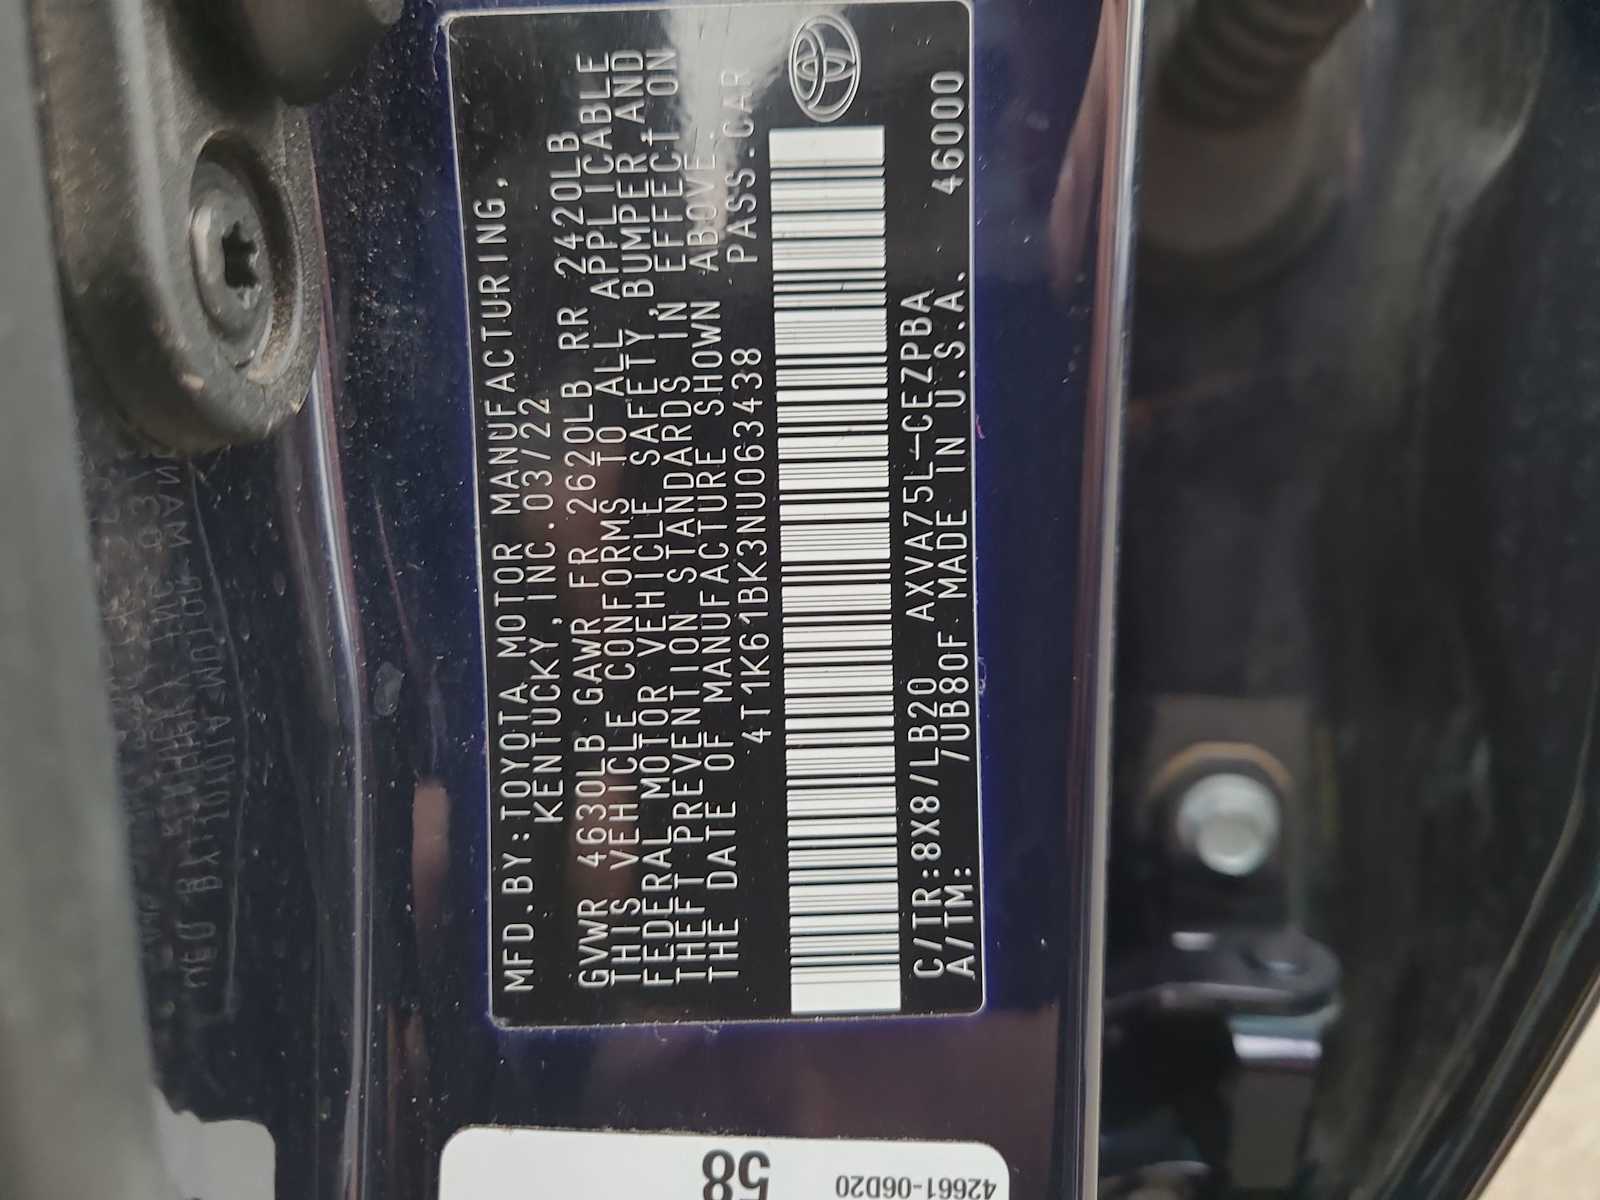 MFD.BY:TOYOTA MOTOR MANUFACTURING,
KENTUCKY, INC.03/22
GVWR 4630LB GAWR FR 2620LB RR 2420LB
THIS VEHICLE CONFORMS TO ALL APPLICABLE
FEDERAL MOTOR VEHICLE SAFETY,BUMPER,AND
THEFT PREVENTION STANDARDS IN EFFECT ON
THE DATE OF MANUFACTURE SHOWN ABOVE.
4T1K61BK3NU063438 PASS.CAR
C/TR:8X8/LB20 AXVA75L-CEZPBA 46000
A/TM: /UB80F MADE IN U.S.A.
58
42661-06D20